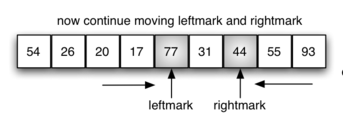 now continue moving leftmark and rightmark
54 26 20 17 77 31 44 55 93
leftmark rightmark